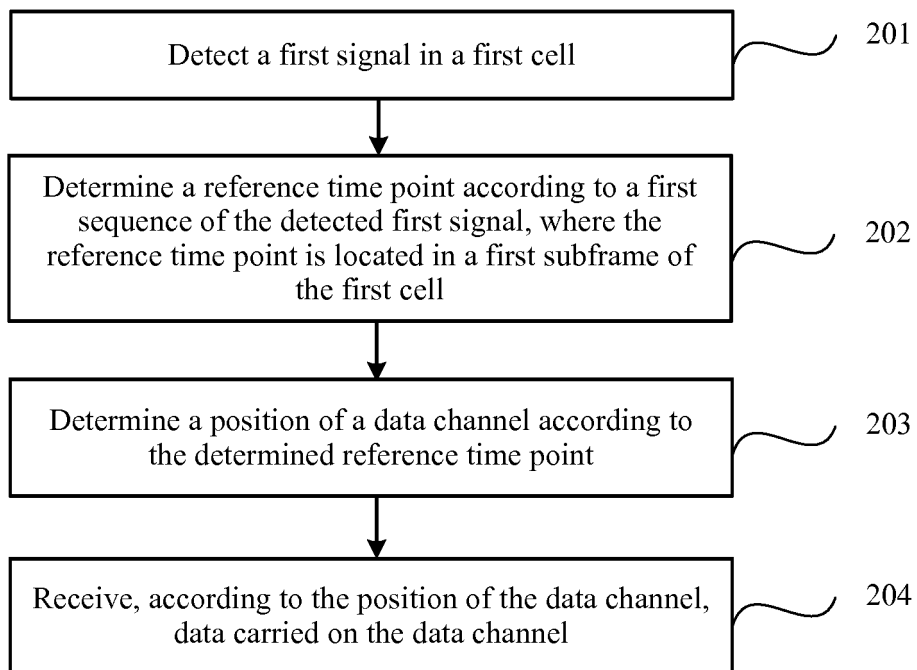 Detect a first signal in a first cell
201
Determine a reference time point according to a first
sequence of the detected first signal, where the
reference time point is located in a first subframe of
the first cell
202
Determine a position of a data channel according to
the determined reference time point
203
Receive, according to the position of the data channel,
data carried on the data channel
204